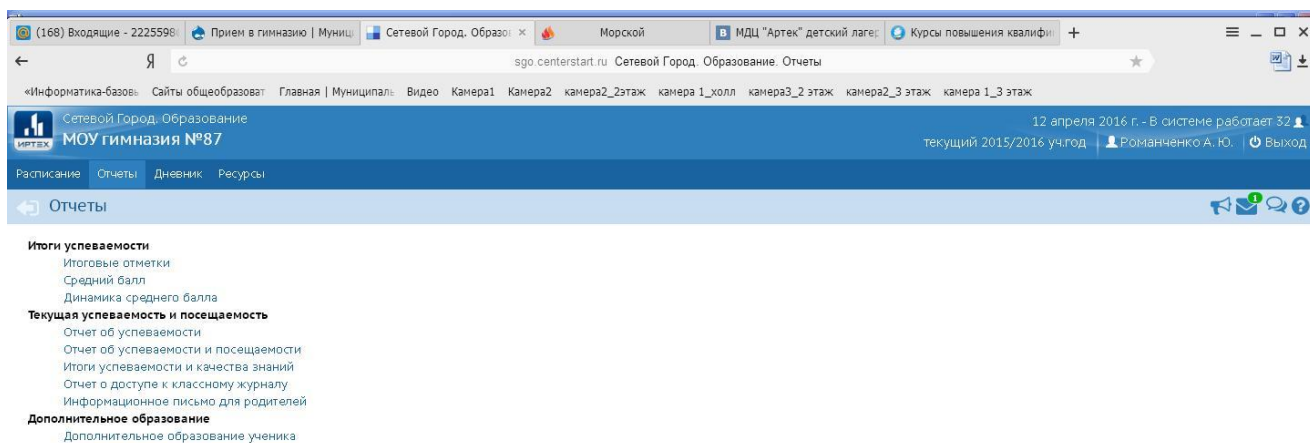 (168) Входящие - 2225598 Прием в гимназию | Муниц Сетевой Город. Образо × Морской В МДЦ "Артек" детский лагер Курсы повышения квалифи +
Я sgo.centerstart.ru Сетевой Город. Образование. Отчеты
«Информатика-базовь Сайты общеобразоват Главная | Муниципаль Видео Камера1 Камера2 камера2_2этаж камера 1_холл камера3_2 этаж камера2_3 этаж камера 1_3 этаж
Сетевой Город. Образование 12 апреля 2016 г. - В системе работает 32
ИРТЕХ МОУ гимназия №87 текущий 2015/2016 уч.год Романченко А. Ю. Выход
Расписание Отчеты Дневник Ресурсы
Отчеты 1 ?
Итоги успеваемости
Итоговые отметки
Средний балл
Динамика среднего балла
Текущая успеваемость и посещаемость
Отчет об успеваемости
Отчет об успеваемости и посещаемости
Итоги успеваемости и качества знаний
Отчет о доступе к классному журналу
Информационное письмо для родителей
Дополнительное образование
Дополнительное образование ученика